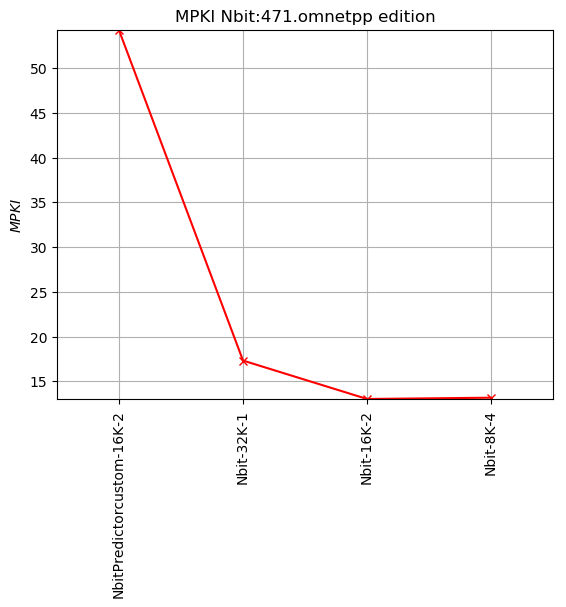 MPKI Nbit:471.omnetpp edition
MPKI
50
45
40
35
30
25
20
15
NbitPredictorcustom-16K-2
Nbit-32K-1
Nbit-16K-2
Nbit-8K-4